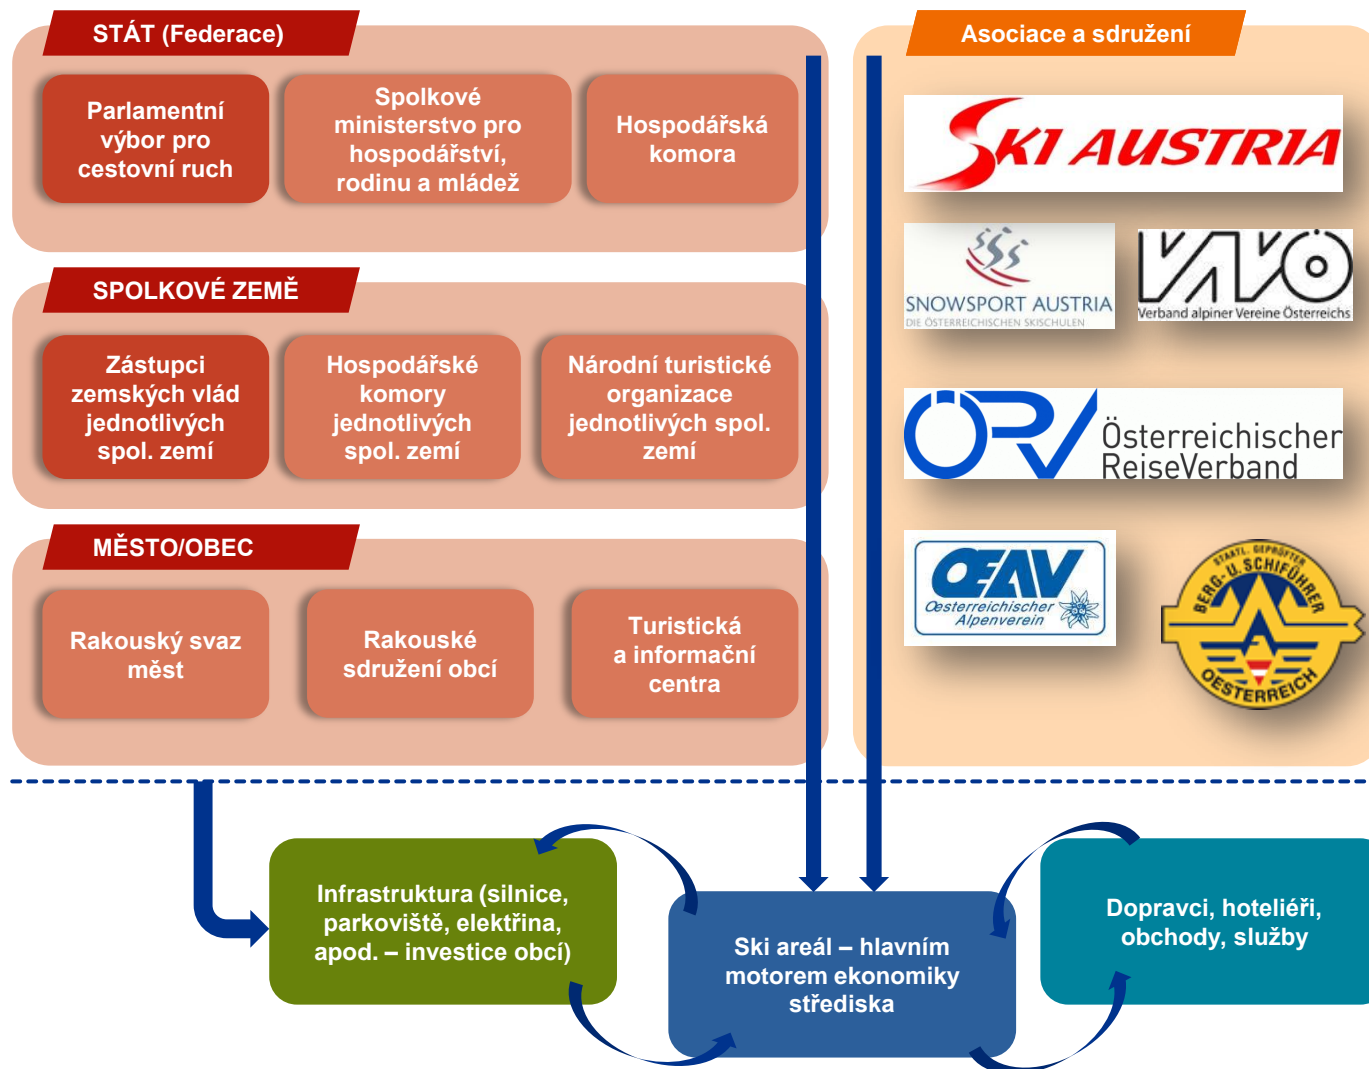 STÁT (Federace)
Parlamentní
výbor pro
cestovní ruch
Spolkové
ministerstvo pro
hospodářství,
rodinu a mládež
Hospodářská
komora
SPOLKOVÉ ZEMĚ
Zástupci
zemských vlád
jednotlivých
spol. zemí
Hospodářské
komory
jednotlivých
spol. zemí
Národní turistické
organizace
jednotlivých spol.
zemí
MĚSTO/OBEC
Rakouský svaz
měst
Rakouské
sdružení obcí
Turistická
a informační
centra
Asociace a sdružení
SKI AUSTRIA
SNOWSPORT AUSTRIA
DIE ÖSTERREICHISCHEN SKISCHULEN
VAVÖ
Verband alpiner Vereine Österreichs
ÖRV
Österreichischer
ReiseVerband
OEAV
Oesterreichischer
Alpenverein
STAATL. GEPRÜFTER
BERG- U. SCHIFÜHRER
OESTERREICH
Infrastruktura (silnice,
parkoviště, elektřina,
apod. – investice obcí)
Ski areál – hlavním
motorem ekonomiky
střediska
Dopravci, hoteliéři,
obchody, služby